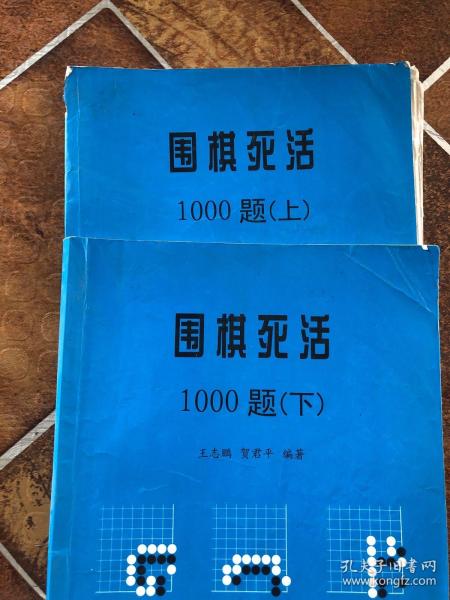 围棋死活
1000题(上)
围棋死活
1000题(下)
王志鹏 贺君平 编著
孔夫子旧书网
kongfz.com